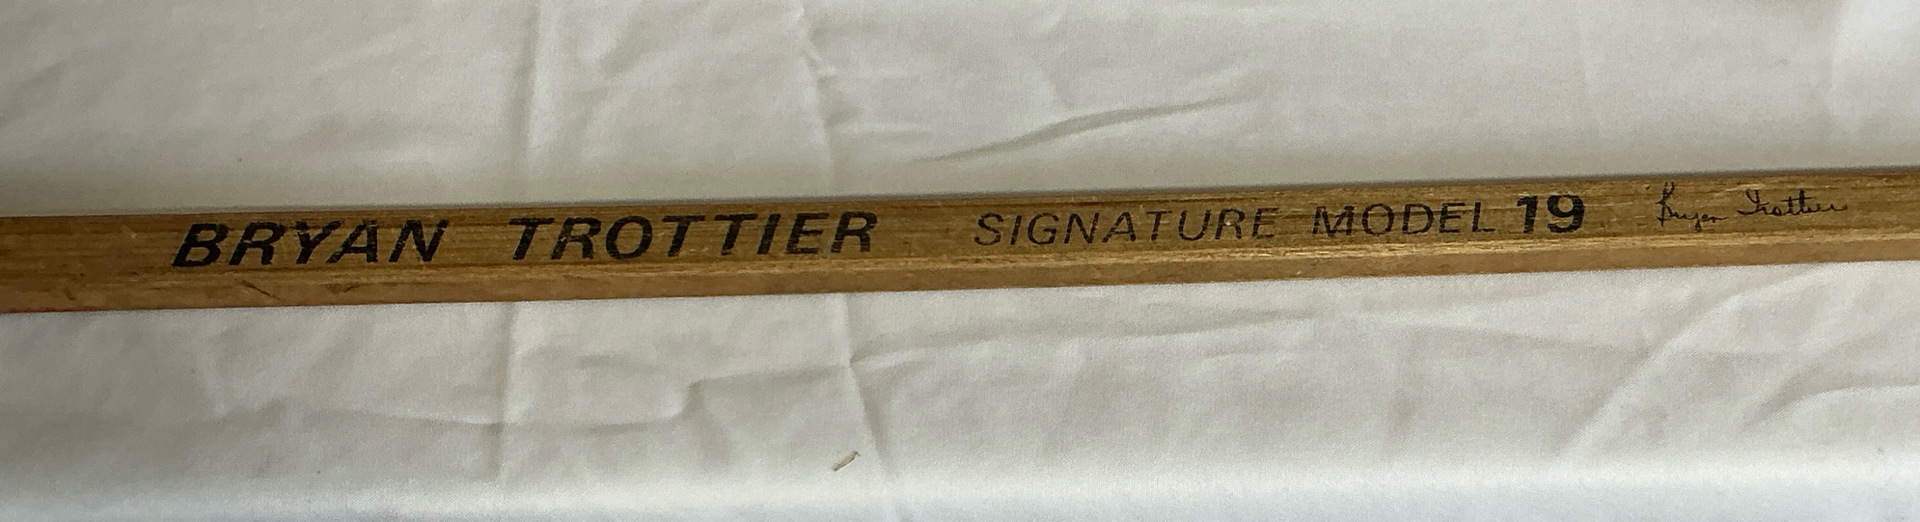 BRYAN TROTTIER SIGNATURE MODEL 19 Bryan Trottier